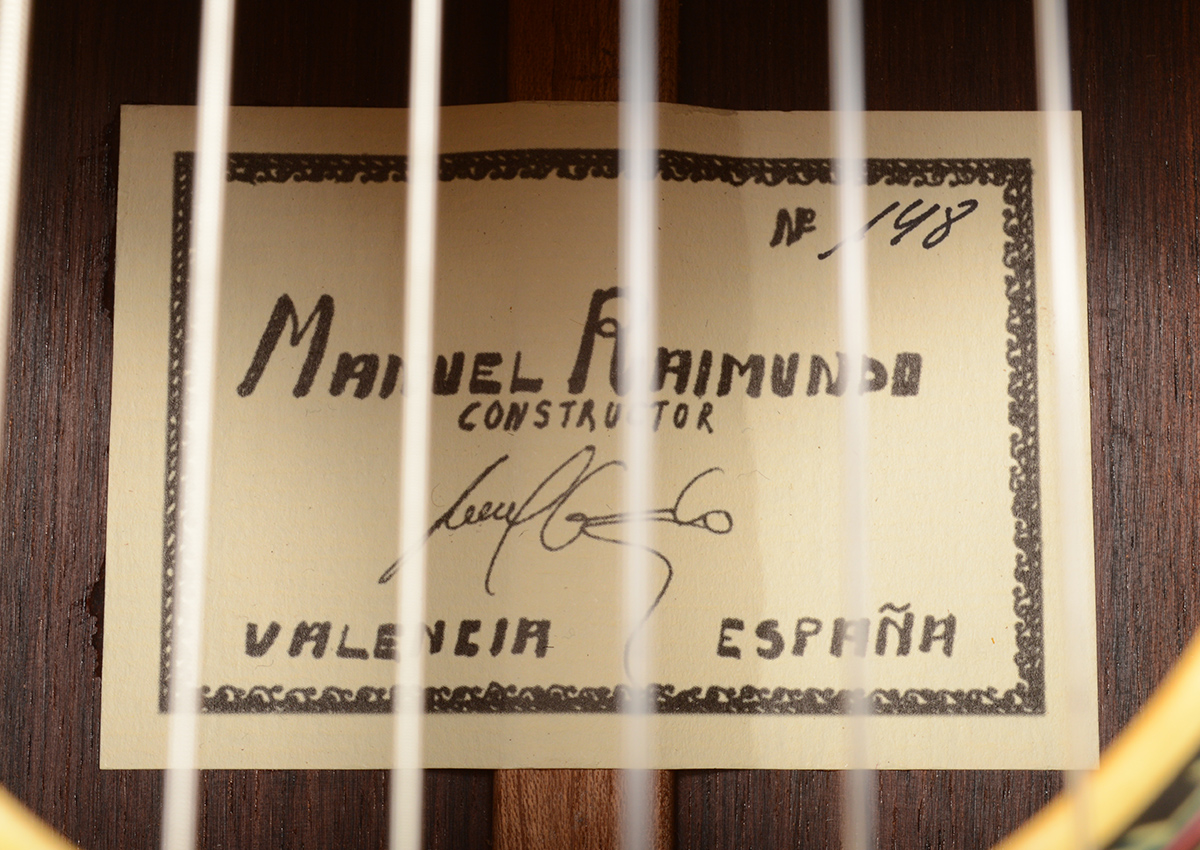 Nº 148
MANUEL RAIMUNDO
CONSTRUCTOR
VALENCIA ESPAÑA